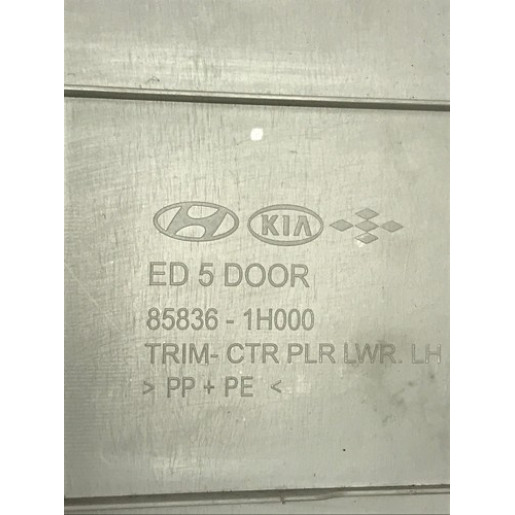 KIA
ED 5 DOOR
85836 - 1H000
TRIM- CTR PLR LWR. LH
> PP + PE <